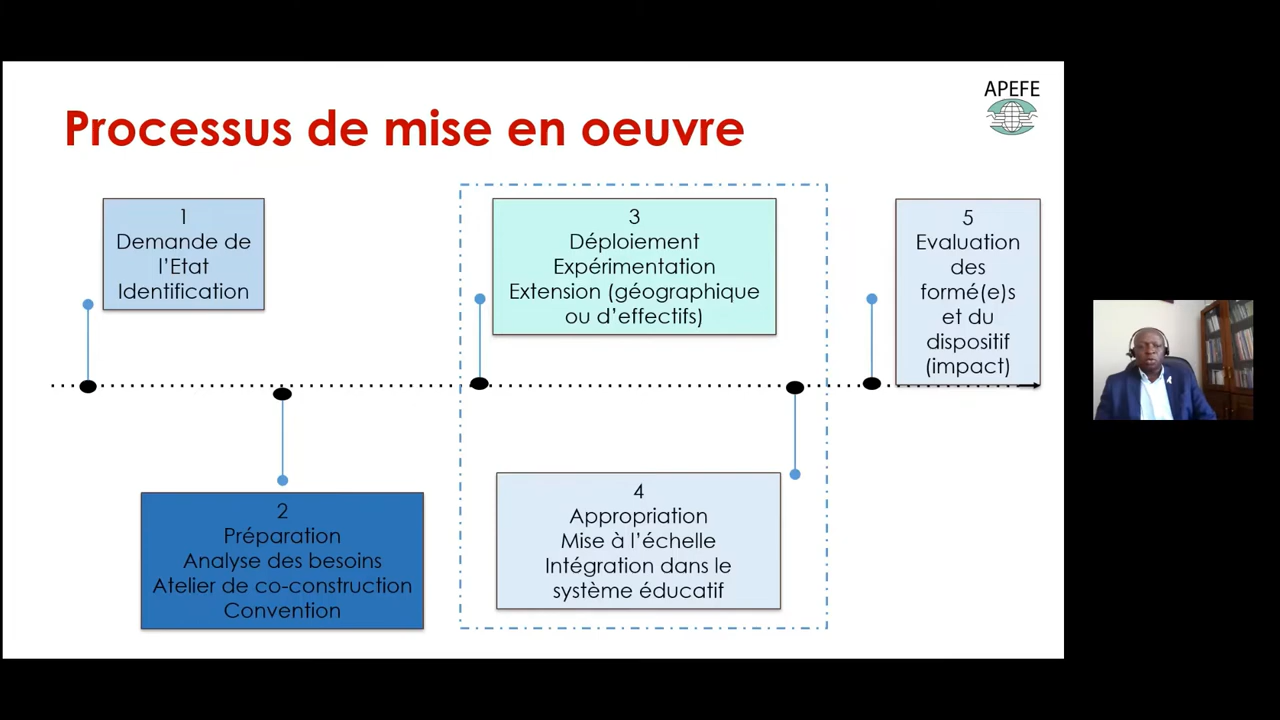 APEFE
Processus de mise en oeuvre
1
Demande de
l'Etat
Identification
3
Déploiement
Expérimentation
Extension (géographique
ou d'effectifs)
5
Evaluation
des
formé(e)s
et du
dispositif
(impact)
2
Préparation
Analyse des besoins
Atelier de co-construction
Convention
4
Appropriation
Mise à l'échelle
Intégration dans le
système éducatif